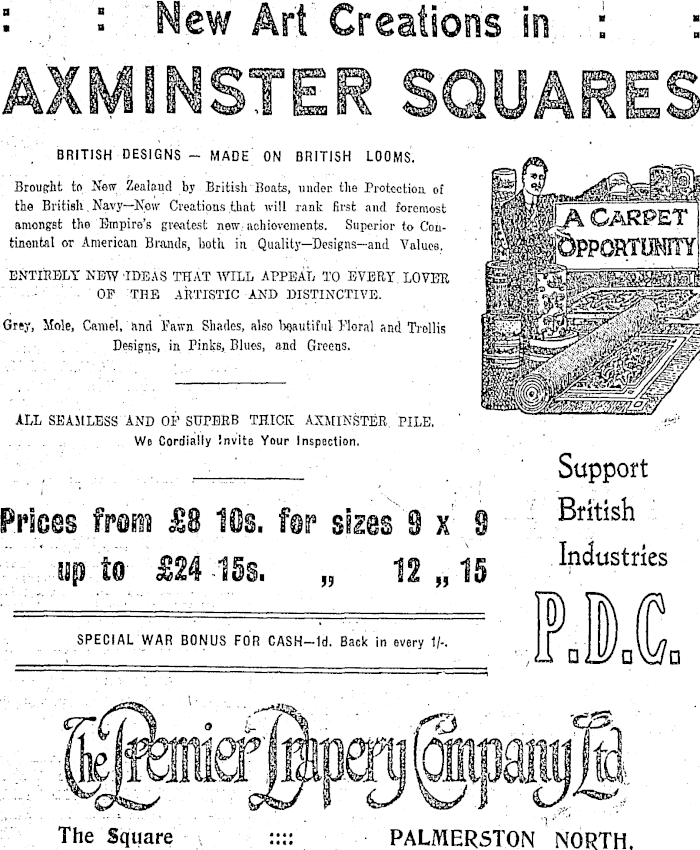 : : New Art Creations in : :
AXMINSTER SQUARES
BRITISH DESIGNS — MADE ON BRITISH LOOMS.
Brought to New Zealand by British Boats, under the Protection of
the British Navy—New Creations that will rank first and foremost
amongst the Empire's greatest new achievements. Superior to Con-
tinental or American Brands, both in Quality—Designs—and Values.
ENTIRELY NEW IDEAS THAT WILL APPEAL TO EVERY LOVER
OF THE ARTISTIC AND DISTINCTIVE.
Grey, Mole, Camel, and Fawn Shades, also beautiful Floral and Trellis
Designs, in Pinks, Blues, and Greens.
ALL SEAMLESS AND OF SUPERB THICK AXMINSTER PILE.
We Cordially Invite Your Inspection.
A CARPET
OPPORTUNITY
Prices from £8 10s. for sizes 9 x 9
up to £24 15s. „ 12 „ 15
SPECIAL WAR BONUS FOR CASH—1d. Back in every 1/-.
Support
British
Industries
P.D.C.
The Premier Drapery Company Ltd
The Square :::: PALMERSTON NORTH.